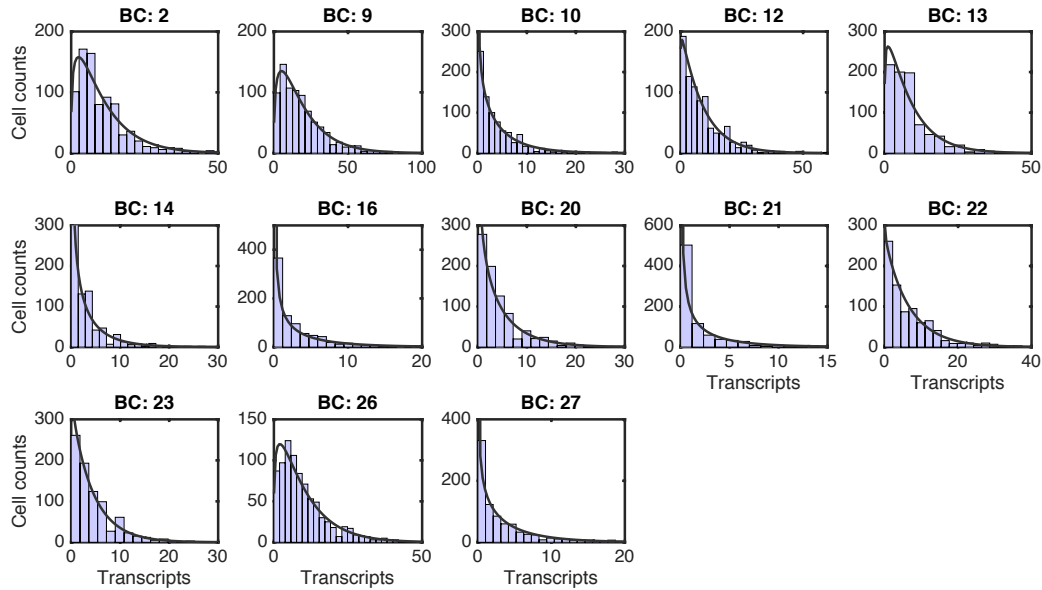 BC: 2 BC: 9 BC: 10 BC: 12 BC: 13
Cell counts
200 100 0 0 50
200 100 0 0 50 100
300 200 100 0 0 10 20 30
200 100 0 0 50
300 200 100 0 0 50
BC: 14 BC: 16 BC: 20 BC: 21 BC: 22
Cell counts
300 200 100 0 0 10 20 30
400 200 0 0 10 20
300 200 100 0 0 10 20 30
600 400 200 0 0 5 10 15
300 200 100 0 0 20 40
Transcripts Transcripts
BC: 23 BC: 26 BC: 27
Cell counts
300 200 100 0 0 10 20 30
150 100 50 0 0 50
400 200 0 0 10 20
Transcripts Transcripts Transcripts